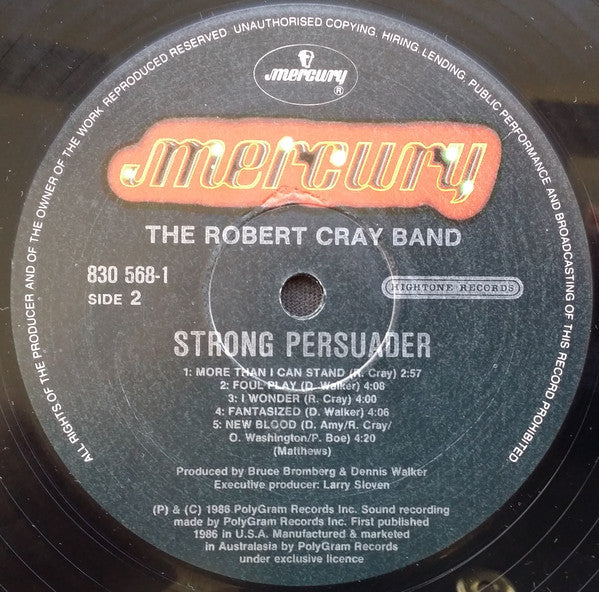 ALL RIGHTS OF THE PRODUCER AND OF THE OWNER OF THE WORK REPRODUCED RESERVED UNAUTHORISED COPYING, HIRING, LENDING, PUBLIC PERFORMANCE AND BROADCASTING OF THIS RECORD PROHIBITED
mercury
®
mercury
THE ROBERT CRAY BAND
830 568-1
SIDE 2
HIGHTONE RECORDS
STRONG PERSUADER
1: MORE THAN I CAN STAND (R. Cray) 2:57
2: FOUL PLAY (D. Walker) 4:08
3: I WONDER (R. Cray) 4:00
4: FANTASIZED (D. Walker) 4:06
5: NEW BLOOD (D. Amy/R. Cray/
O. Washington/P. Boe) 4:20
(Matthews)
Produced by Bruce Bromberg & Dennis Walker
Executive producer: Larry Sloven
(P) & (C) 1986 PolyGram Records Inc. Sound recording
made by PolyGram Records Inc. First published
1986 in U.S.A. Manufactured & marketed
in Australasia by PolyGram Records
under exclusive licence